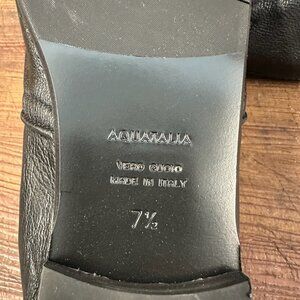 AQUATALIA
VERO CUOIO
MADE IN ITALY
7½